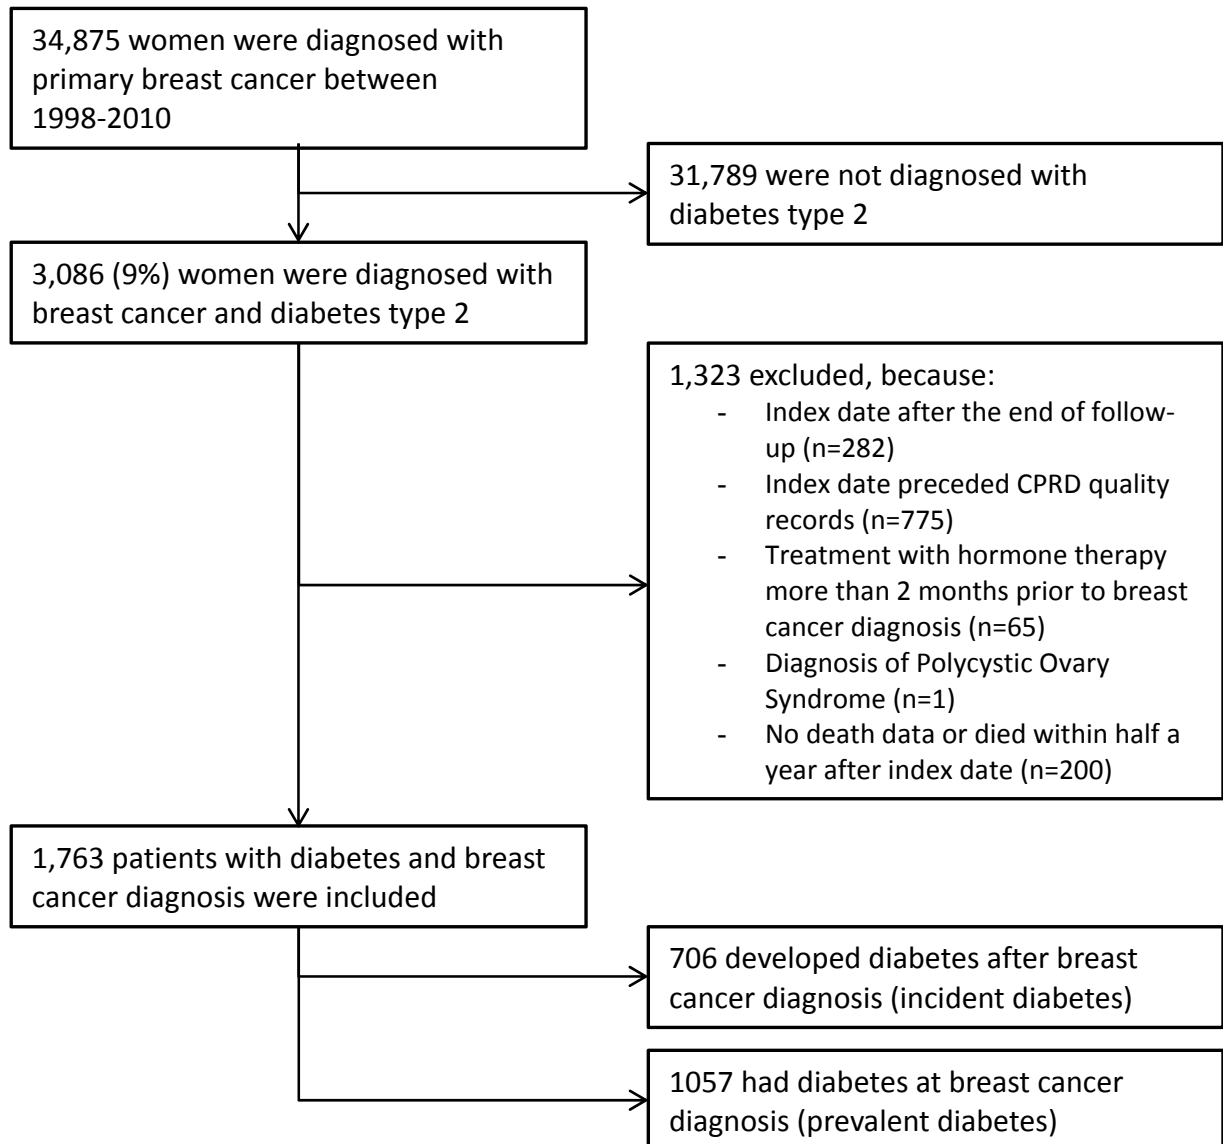 34,875 women were diagnosed with
primary breast cancer between
1998-2010
31,789 were not diagnosed with
diabetes type 2
3,086 (9%) women were diagnosed with
breast cancer and diabetes type 2
1,323 excluded, because:
- Index date after the end of follow-
up (n=282)
- Index date preceded CPRD quality
records (n=775)
- Treatment with hormone therapy
more than 2 months prior to breast
cancer diagnosis (n=65)
- Diagnosis of Polycystic Ovary
Syndrome (n=1)
- No death data or died within half a
year after index date (n=200)
1,763 patients with diabetes and breast
cancer diagnosis were included
706 developed diabetes after breast
cancer diagnosis (incident diabetes)
1057 had diabetes at breast cancer
diagnosis (prevalent diabetes)